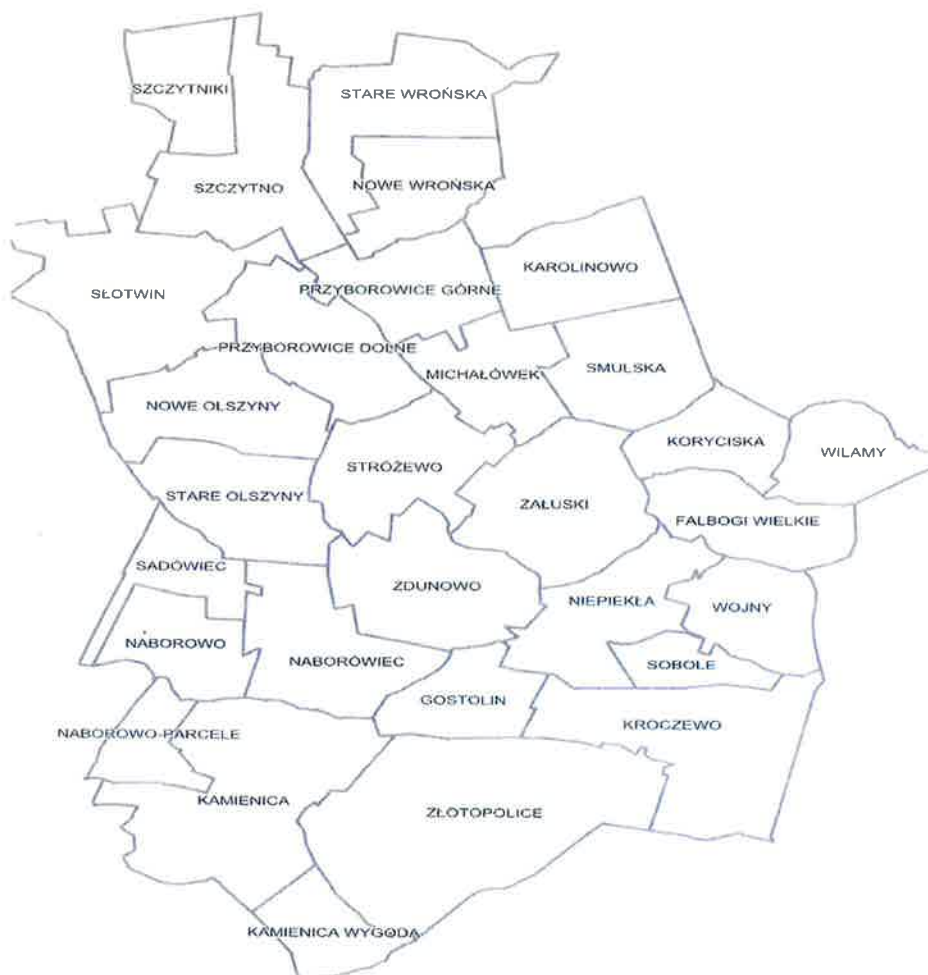 SZCZYTNIKI
STARE WROŃSKA
SZCZYTNO
NOWE WROŃSKA
KAROLINOWO
SŁOTWIN
PRZYBOROWICE GÓRNE
PRZYBOROWICE DOLNE
MICHAŁÓWEK
SMULSKA
NOWE OLSZYNY
KORYCISKA
WILAMY
STRÓŻEWO
STARE OLSZYNY
ZAŁUSKI
FALBOGI WIELKIE
SADÓWIEC
ZDUNOWO
NIEPIEKŁA
WOJNY
NABOROWO
NABORÓWIEC
SOBOLE
GOSTOLIN
KROCZEWO
NABOROWO-PARCELE
KAMIENICA
ZŁOTOPOLICE
KAMIENICA WYGODA